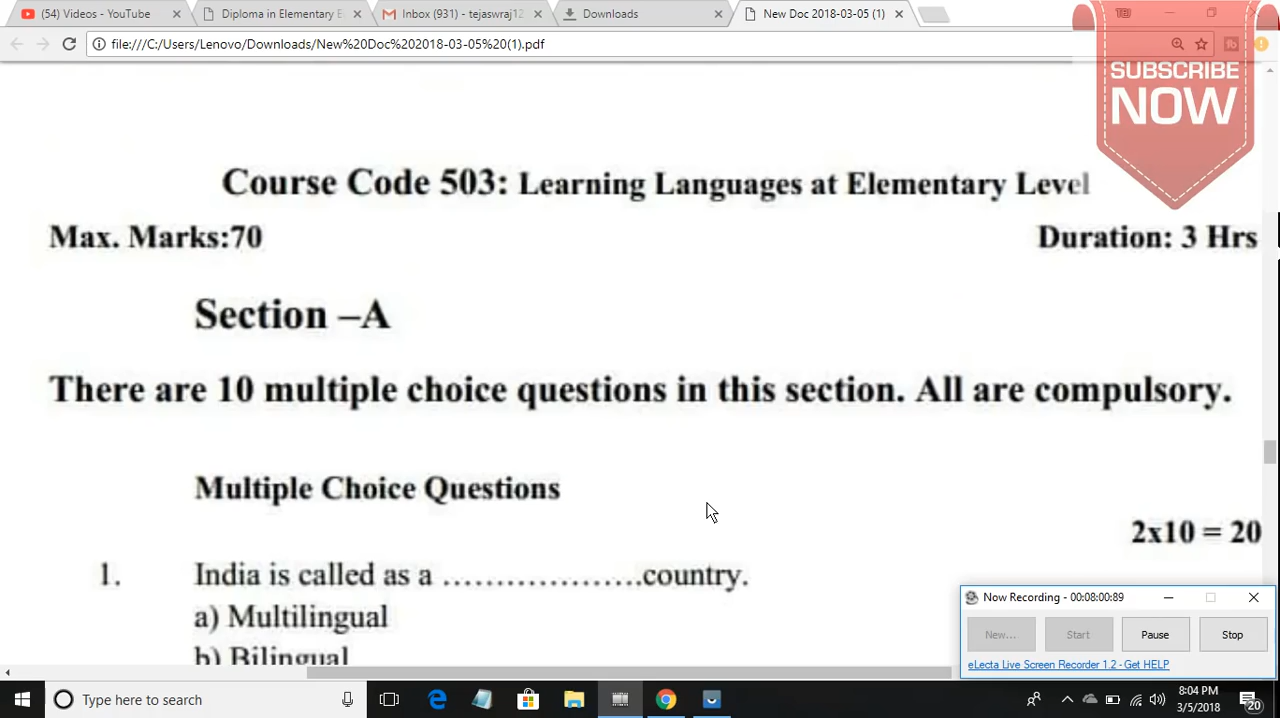 (54) Videos - YouTube
Diploma in Elementary E
Inbox (931) - tejaswraj12
Downloads
New Doc 2018-03-05 (1)
file:///C:/Users/Lenovo/Downloads/New%20Doc%202018-03-05%20(1).pdf
SUBSCRIBE
NOW
Course Code 503: Learning Languages at Elementary Level
Max. Marks:70
Duration: 3 Hrs
Section –A
There are 10 multiple choice questions in this section. All are compulsory.
Multiple Choice Questions
2x10 = 20
1. India is called as a ...................country.
a) Multilingual
b) Bilingual
Now Recording - 00:08:00:89
New...
Start
Pause
Stop
eLecta Live Screen Recorder 1.2 - Get HELP
Type here to search
8:04 PM
3/5/2018
20